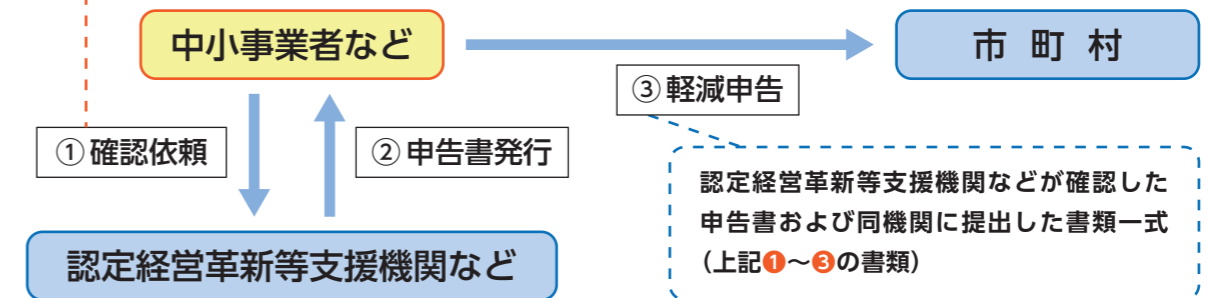 中小事業者など
市町村
③軽減申告
①確認依頼
②申告書発行
認定経営革新等支援機関などが確認した
申告書および同機関に提出した書類一式
（上記❶～❸の書類）
認定経営革新等支援機関など